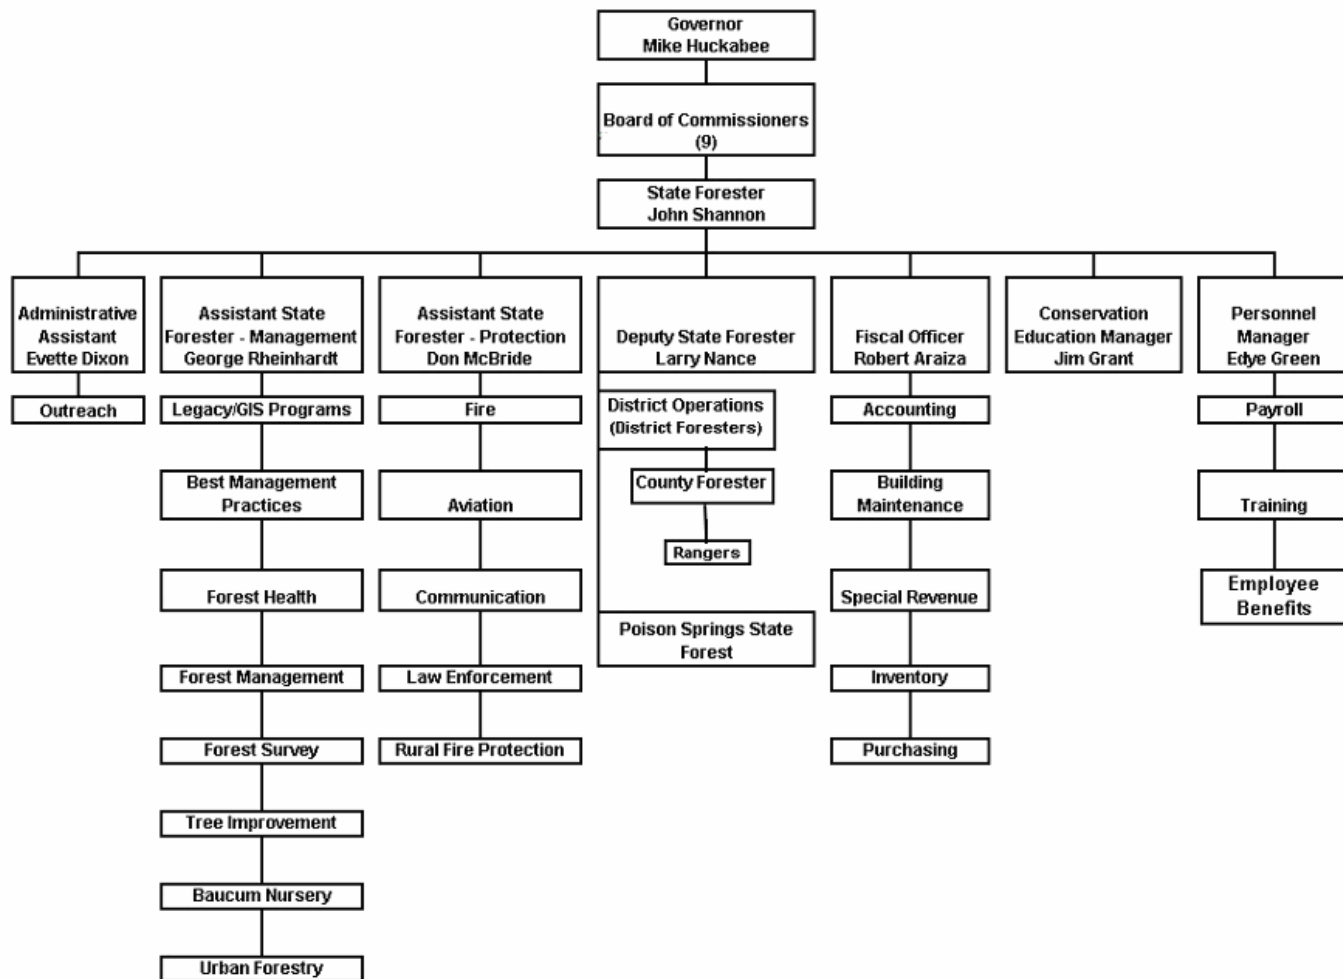 Governor
Mike Huckabee
Board of Commissioners
(9)
State Forester
John Shannon
Administrative
Assistant
Evette Dixon
Outreach
Assistant State
Forester - Management
George Rheinhardt
Legacy/GIS Programs
Best Management
Practices
Forest Health
Forest Management
Forest Survey
Tree Improvement
Baucum Nursery
Urban Forestry
Assistant State
Forester - Protection
Don McBride
Fire
Aviation
Communication
Law Enforcement
Rural Fire Protection
Deputy State Forester
Larry Nance
District Operations
(District Foresters)
County Forester
Rangers
Poison Springs State
Forest
Fiscal Officer
Robert Araiza
Accounting
Building
Maintenance
Special Revenue
Inventory
Purchasing
Conservation
Education Manager
Jim Grant
Personnel
Manager
Edye Green
Payroll
Training
Employee
Benefits